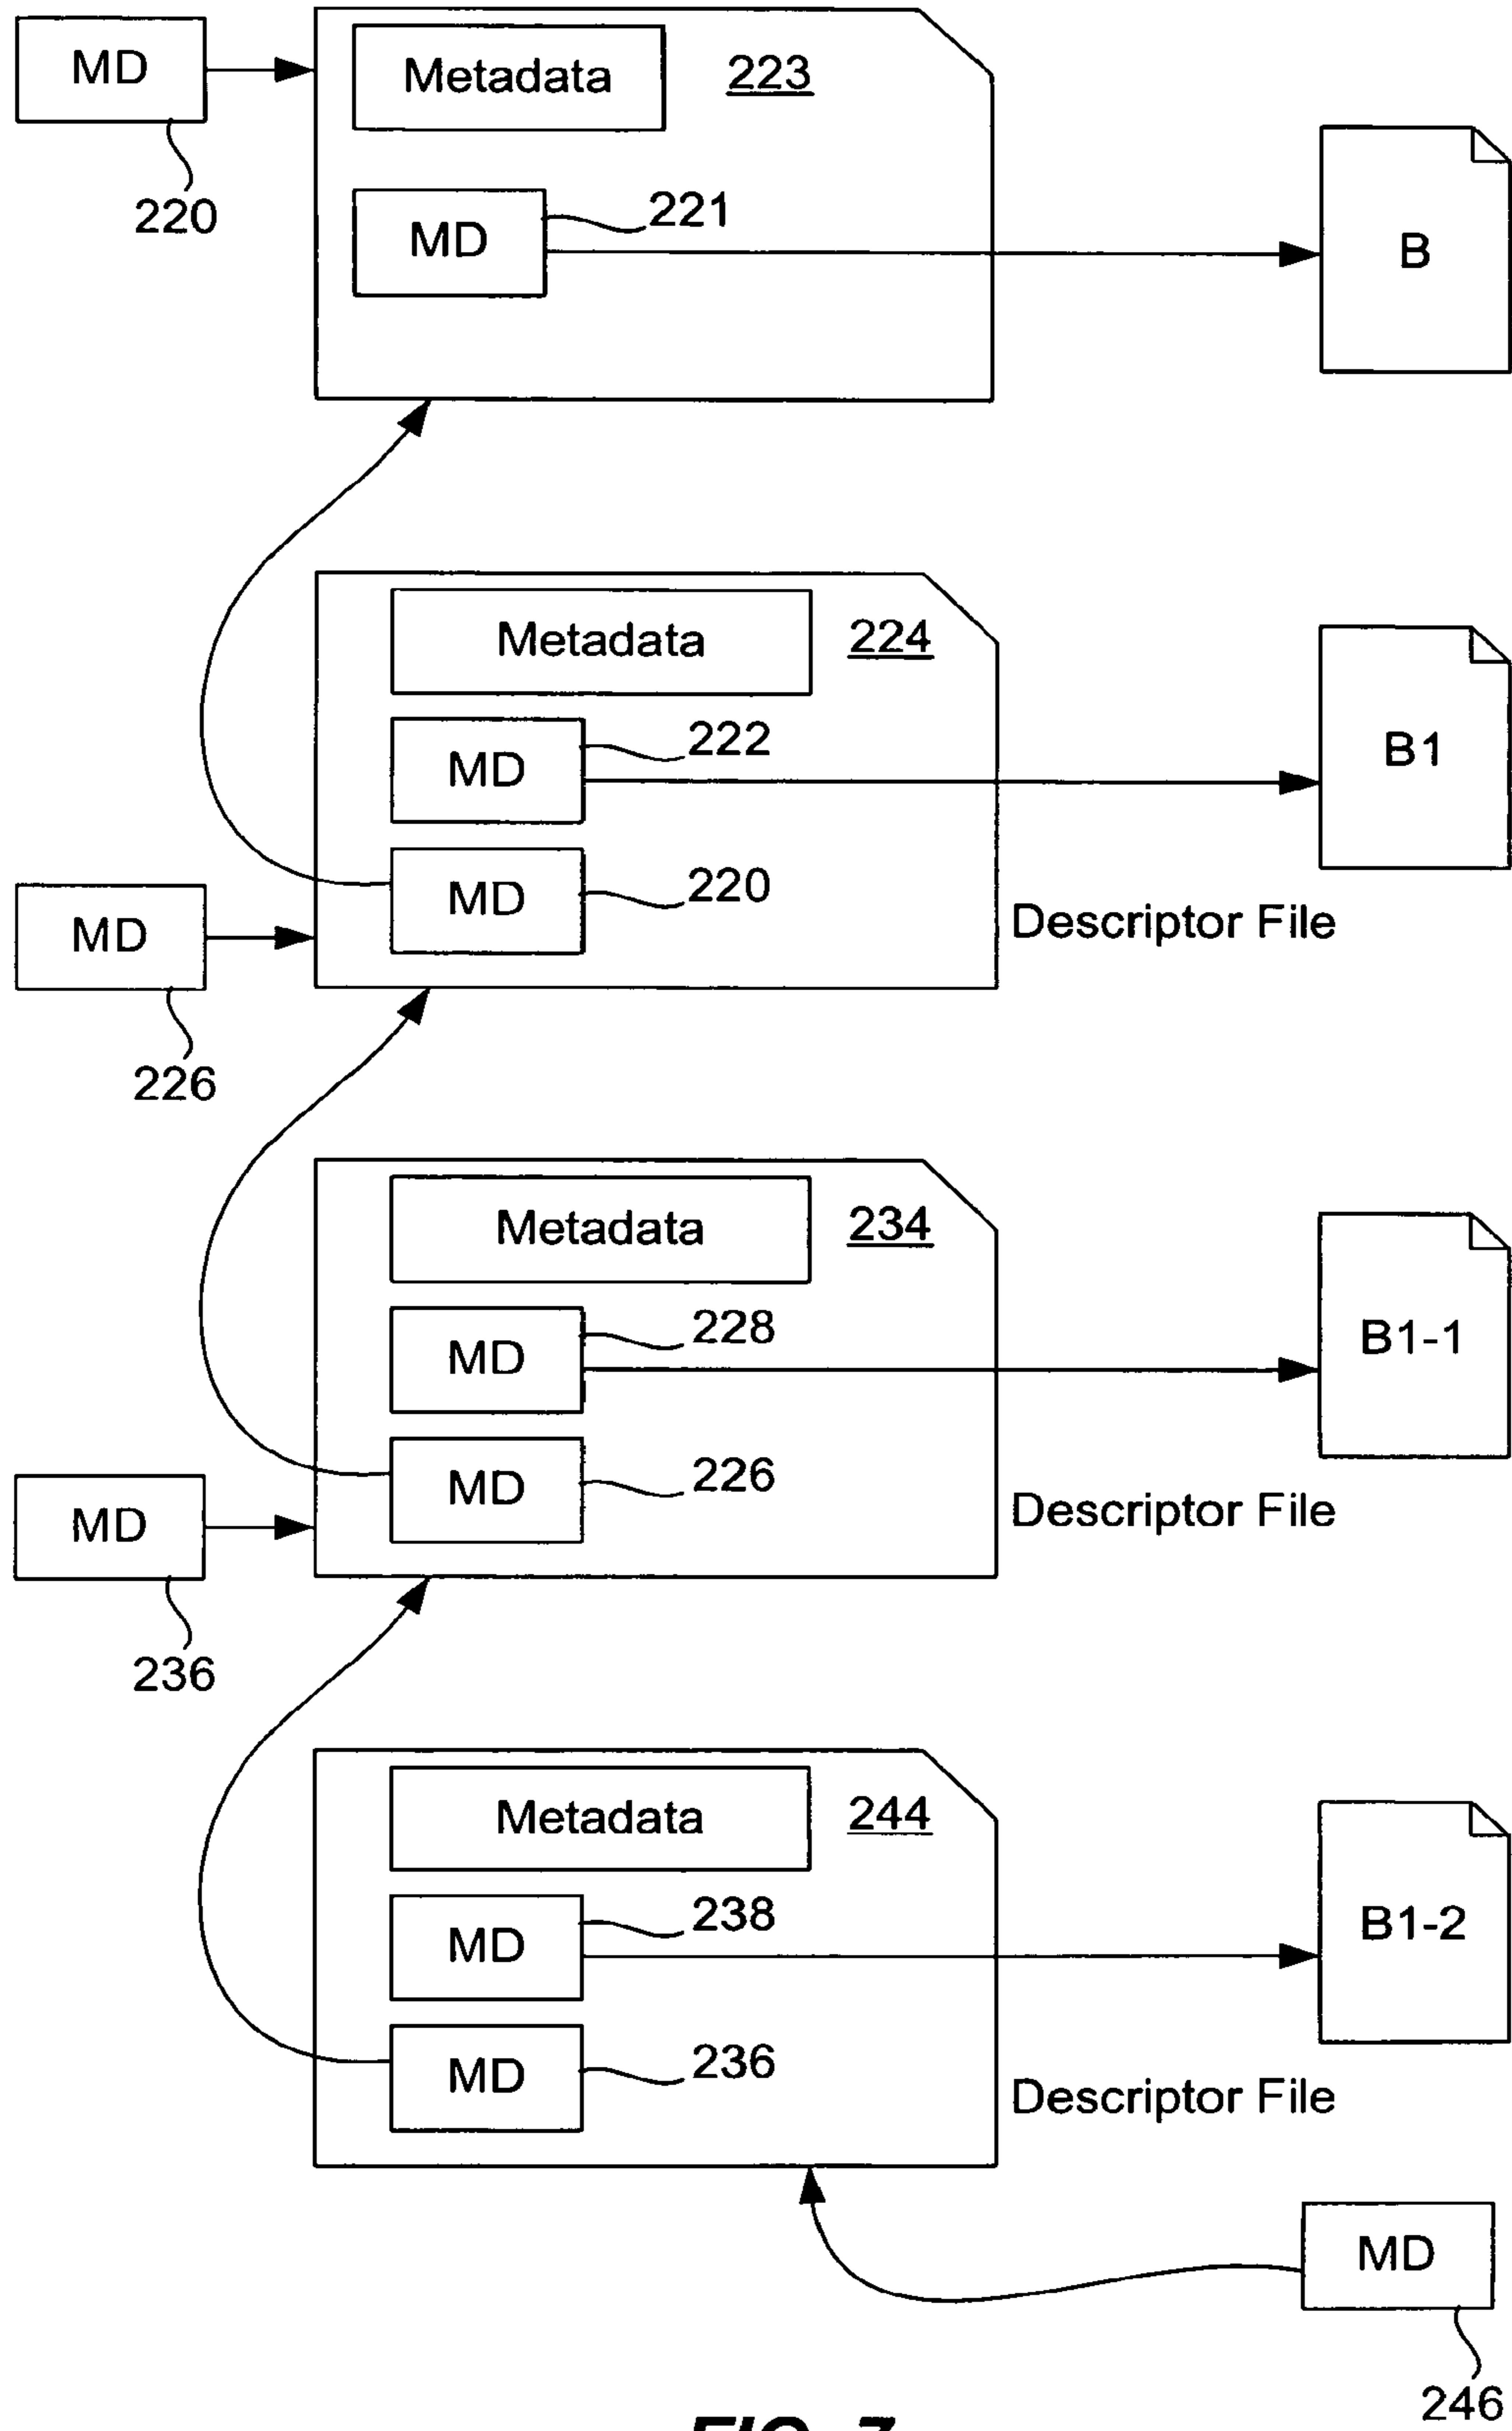 MD
Metadata
223
220
MD
221
B
Metadata
224
MD
222
B1
MD
220
MD
Descriptor File
226
Metadata
234
MD
228
B1-1
MD
226
MD
Descriptor File
236
Metadata
244
MD
238
B1-2
MD
236
Descriptor File
MD
246
FIG. 7